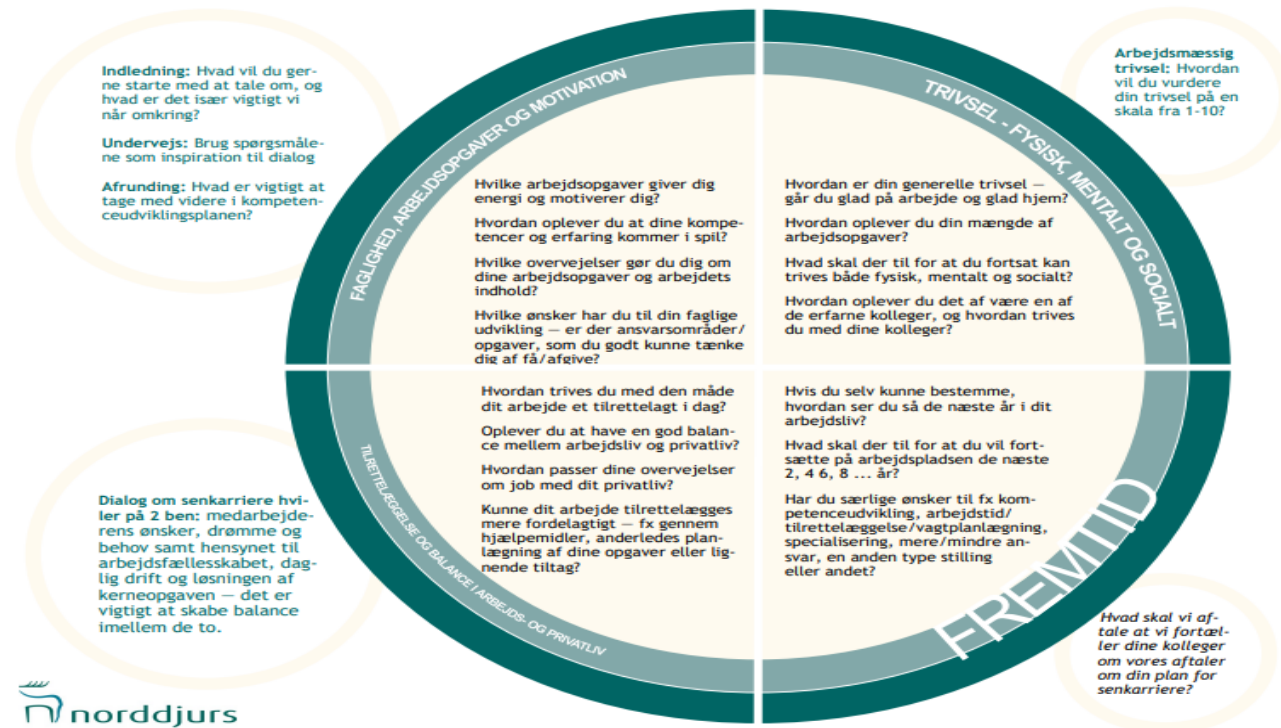 Indledning: Hvad vil du ger-
ne starte med at tale om, og
hvad er det især vigtigt vi
når omkring?
Undervejs: Brug spørgsmåle-
ne som inspiration til dialog
Afrunding: Hvad er vigtigt at
tage med videre i kompeten-
ceudviklingsplanen?
FAGLIGHED, ARBEJDSOPGAVER OG MOTIVATION
Hvilke arbejdsopgaver giver dig
energi og motiverer dig?
Hvordan oplever du at dine kompe-
tencer og erfaring kommer i spil?
Hvilke overvejelser gør du dig om
dine arbejdsopgaver og arbejdets
indhold?
Hvilke ønsker har du til din faglige
udvikling — er der ansvarsområder/
opgaver, som du godt kunne tænke
dig af få/afgive?
TRIVSEL - FYSISK, MENTALT OG SOCIALT
Hvordan er din generelle trivsel —
går du glad på arbejde og glad hjem?
Hvordan oplever du din mængde af
arbejdsopgaver?
Hvad skal der til for at du fortsat kan
trives både fysisk, mentalt og socialt?
Hvordan oplever du det af være en af
de erfarne kolleger, og hvordan trives
du med dine kolleger?
Arbejdsmæssig
trivsel: Hvordan
vil du vurdere
din trivsel på en
skala fra 1-10?
Dialog om senkarriere hvi-
ler på 2 ben: medarbejde-
rens ønsker, drømme og
behov samt hensynet til
arbejdsfællesskabet, dag-
lig drift og løsningen af
kerneopgaven — det er
vigtigt at skabe balance
imellem de to.
TILRETTELÆGGELSE OG BALANCE I ARBEJDS- OG PRIVATLIV
Hvordan trives du med den måde
dit arbejde et tilrettelagt i dag?
Oplever du at have en god balan-
ce mellem arbejdsliv og privatliv?
Hvordan passer dine overvejelser
om job med dit privatliv?
Kunne dit arbejde tilrettelægges
mere fordelagtigt — fx gennem
hjælpemidler, anderledes plan-
lægning af dine opgaver eller lig-
nende tiltag?
Hvis du selv kunne bestemme,
hvordan ser du så de næste år i dit
arbejdsliv?
Hvad skal der til for at du vil fort-
sætte på arbejdspladsen de næste
2, 4 6, 8 ... år?
Har du særlige ønsker til fx kom-
petenceudvikling, arbejdstid/
tilrettelæggelse/vagtplanlægning,
specialisering, mere/mindre an-
svar, en anden type stilling
eller andet?
FREMTID
Hvad skal vi af-
tale at vi fortæl-
ler dine kolleger
om vores aftaler
om din plan for
senkarriere?
norddjurs